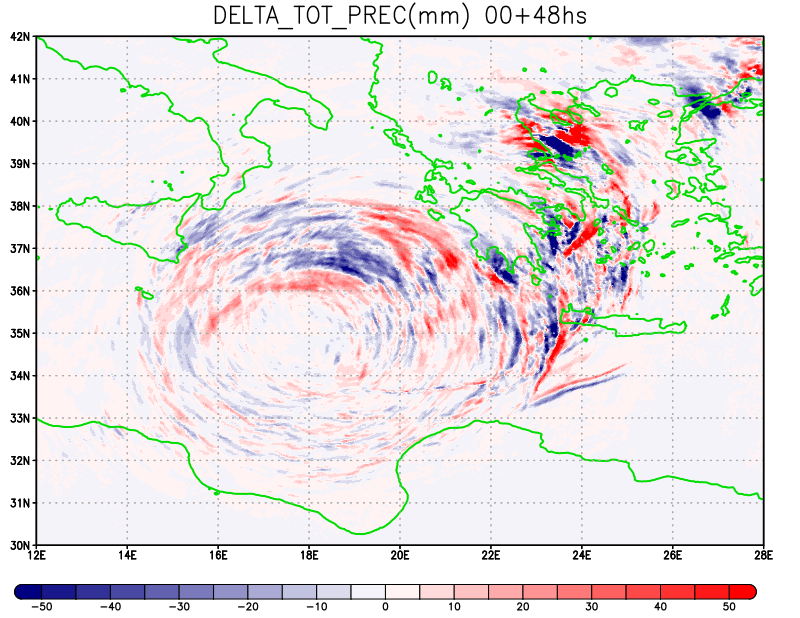 DELTA_TOT_PREC(mm) 00+48hs
42N
41N
40N
39N
38N
37N
36N
35N
34N
33N
32N
31N
30N
12E 14E 16E 18E 20E 22E 24E 26E 28E
−50 −40 −30 −20 −10 0 10 20 30 40 50